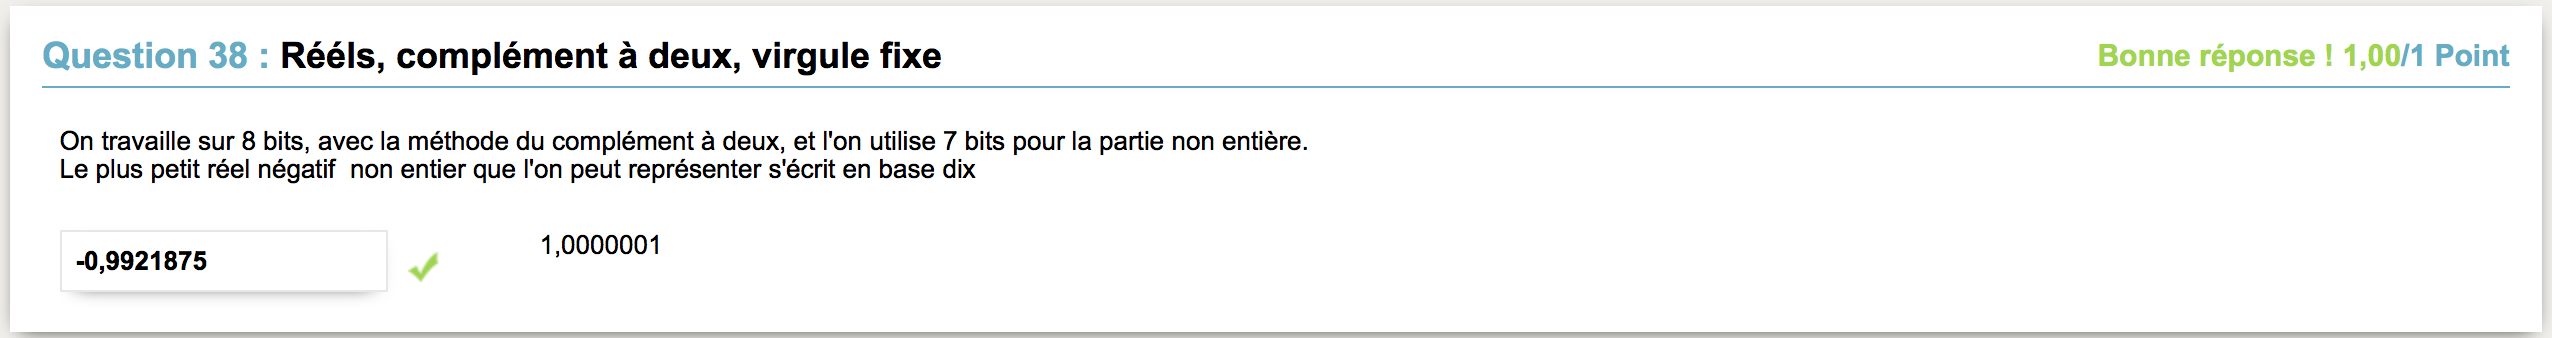 Question 38 : Réels, complément à deux, virgule fixe
Bonne réponse ! 1,00/1 Point
On travaille sur 8 bits, avec la méthode du complément à deux, et l'on utilise 7 bits pour la partie non entière.
Le plus petit réel négatif  non entier que l'on peut représenter s'écrit en base dix
-0,9921875
1,0000001